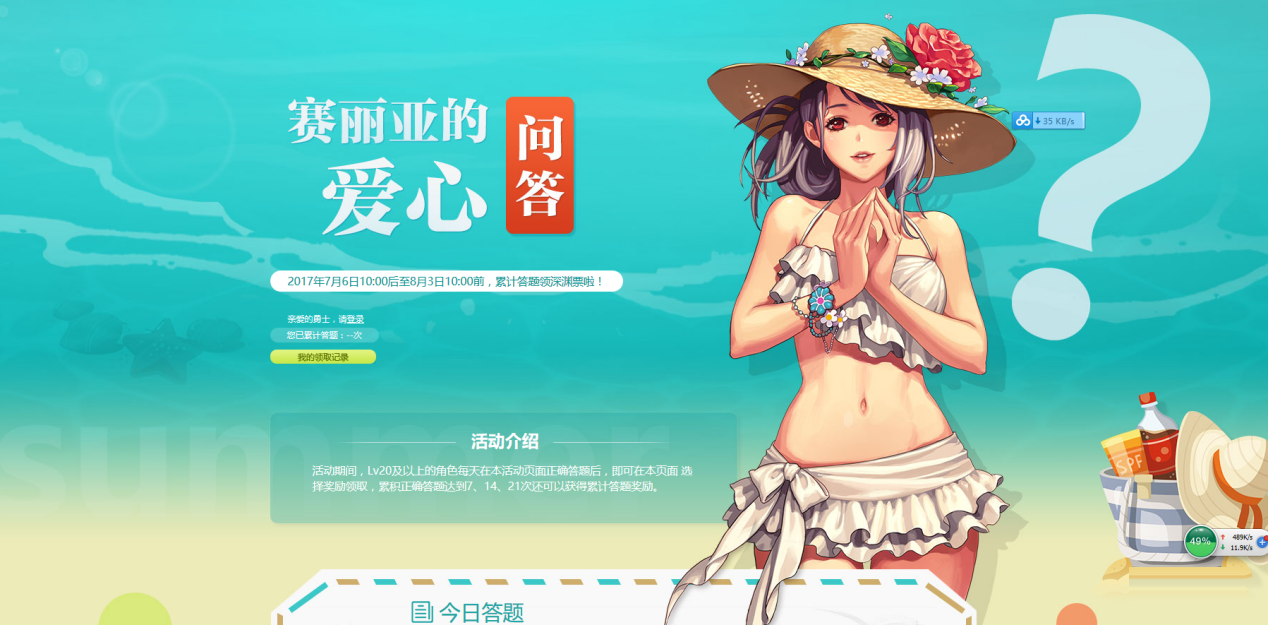 赛丽亚的
爱心
问答
2017年7月6日10:00后至8月3日10:00前，累计答题领深渊票啦！
亲爱的勇士，请登录
您已累计答题：--次
我的领取记录
summer
活动介绍
活动期间，Lv20及以上的角色每天在本活动页面正确答题后，即可在本页面 选
择奖励领取，累积正确答题达到7、14、21次还可以获得累计答题奖励。
今日答题
?
35 KB/s
SPF
49%
489K/s
11.9K/s